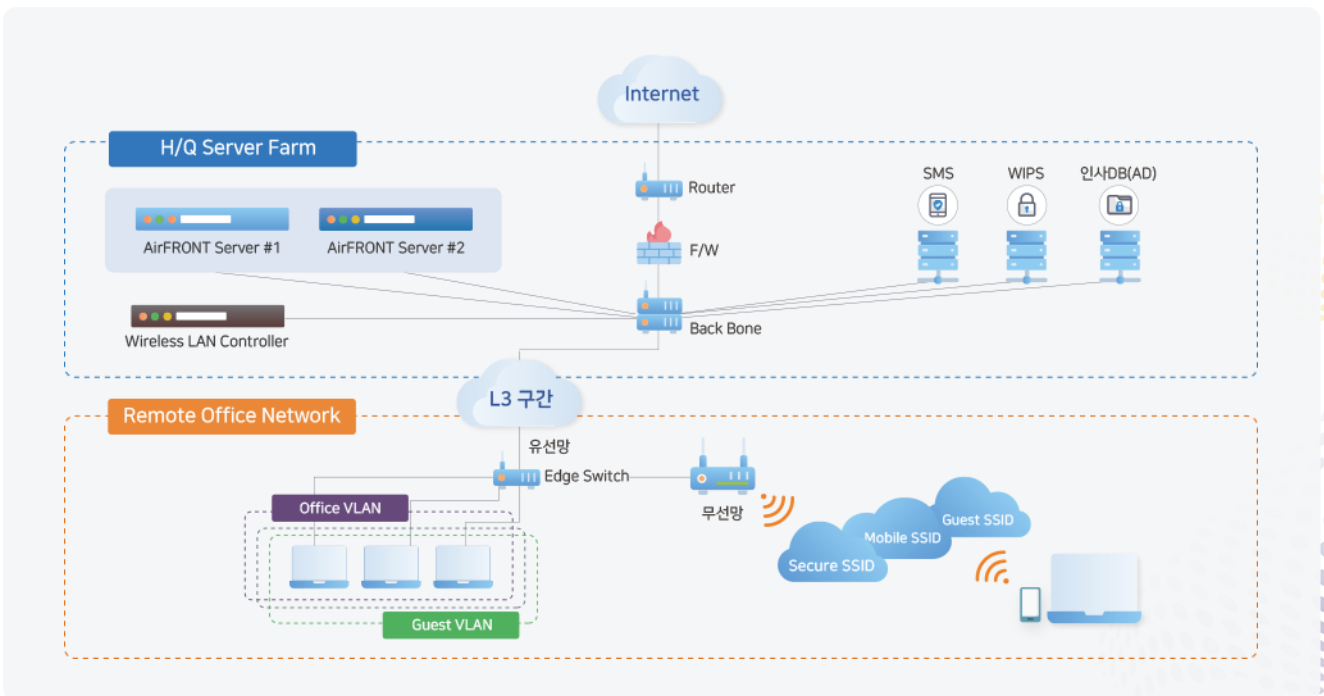 Internet
H/Q Server Farm
Router
SMS
WIPS
인사DB(AD)
AirFRONT Server #1
AirFRONT Server #2
F/W
Back Bone
Wireless LAN Controller
L3 구간
Remote Office Network
유선망
Edge Switch
Office VLAN
무선망
Guest SSID
Mobile SSID
Secure SSID
Guest VLAN